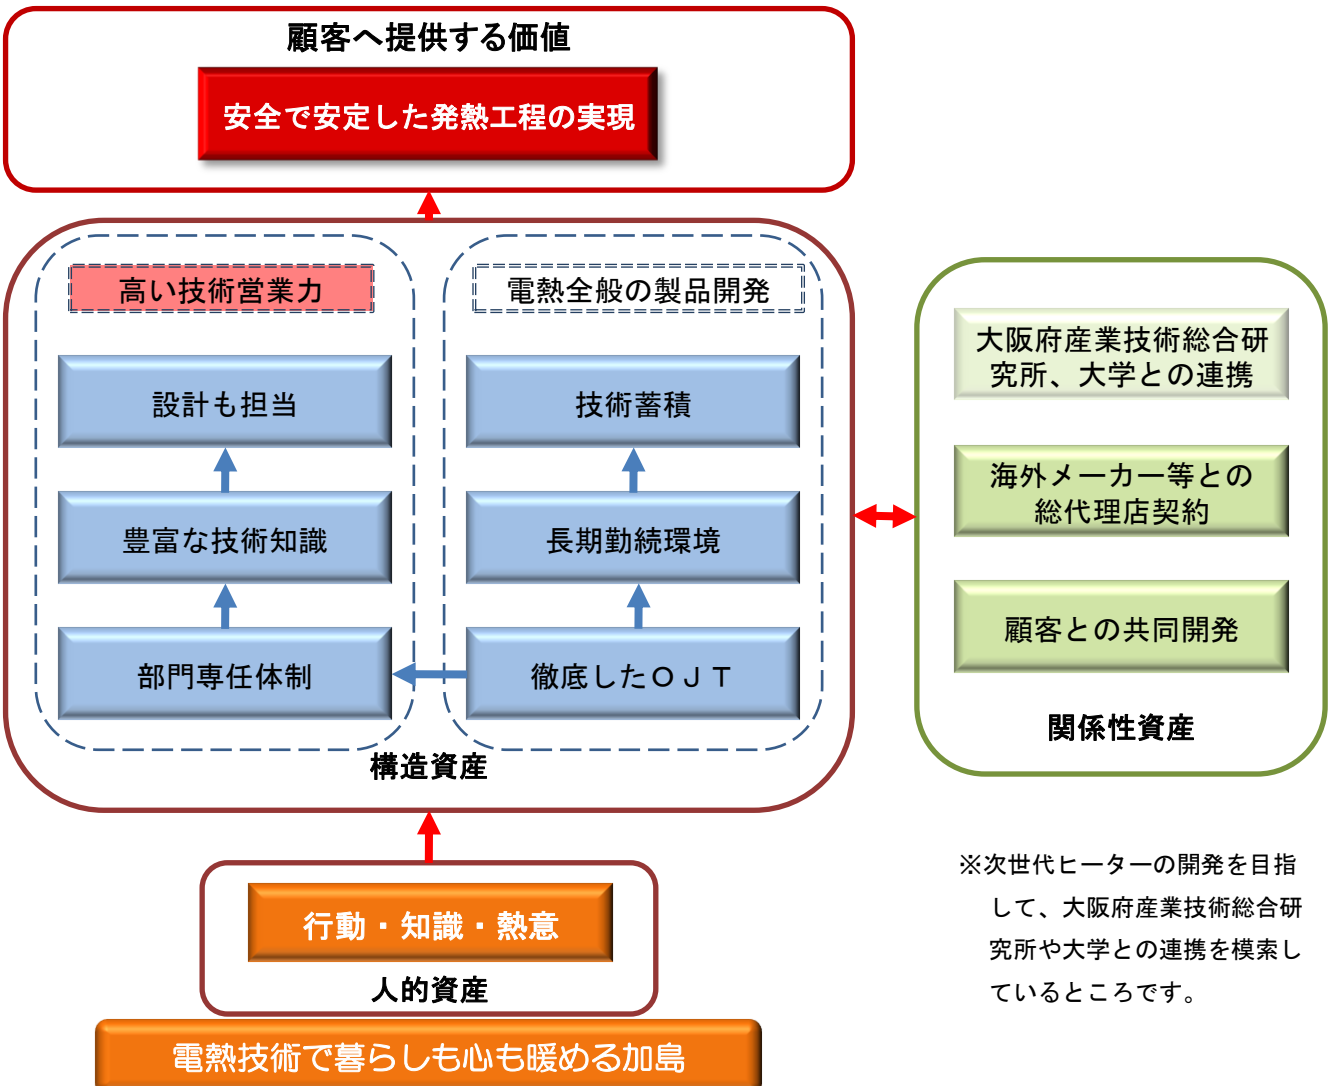 顧客へ提供する価値
安全で安定した発熱工程の実現
高い技術営業力
設計も担当
豊富な技術知識
部門専任体制
電熱全般の製品開発
技術蓄積
長期勤続環境
徹底したＯＪＴ
構造資産
大阪府産業技術総合研
究所、大学との連携
海外メーカー等との
総代理店契約
顧客との共同開発
関係性資産
行動・知識・熱意
人的資産
電熱技術で暮らしも心も暖める加島
※次世代ヒーターの開発を目指
して、大阪府産業技術総合研
究所や大学との連携を模索し
ているところです。